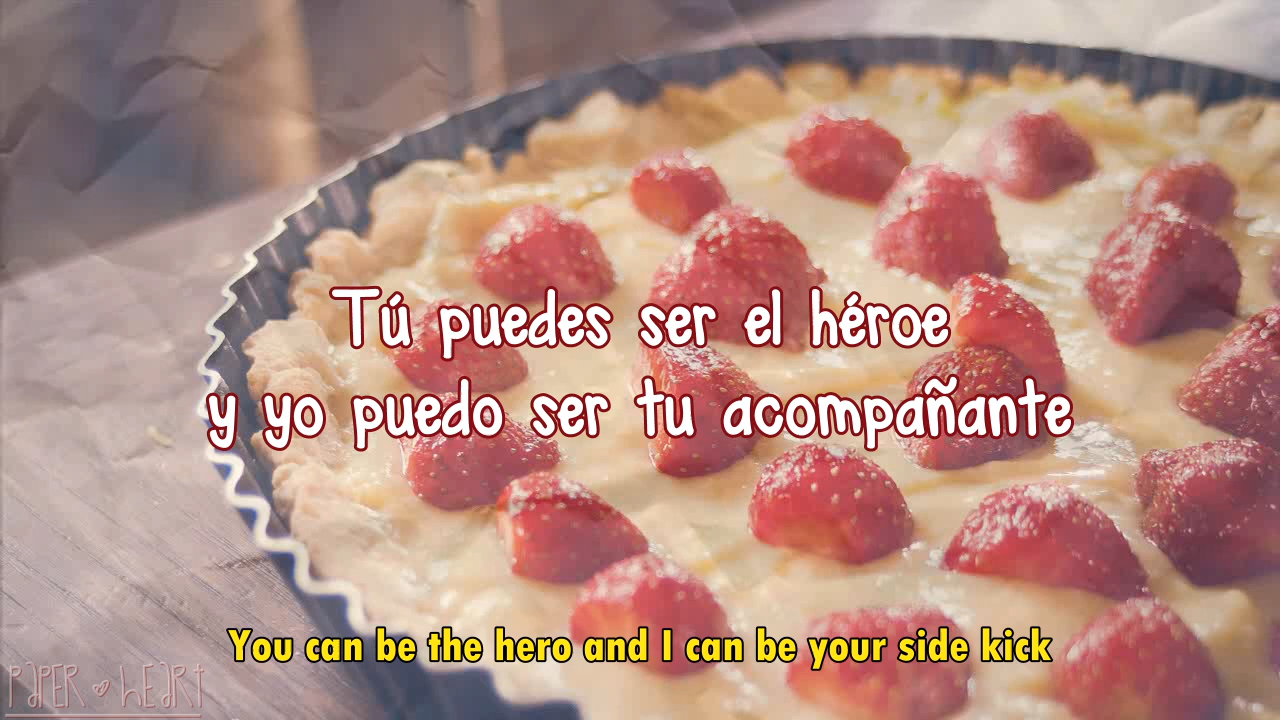 Tú puedes ser el héroe
y yo puedo ser tu acompañante
You can be the hero and I can be your side kick
PAPER HEART